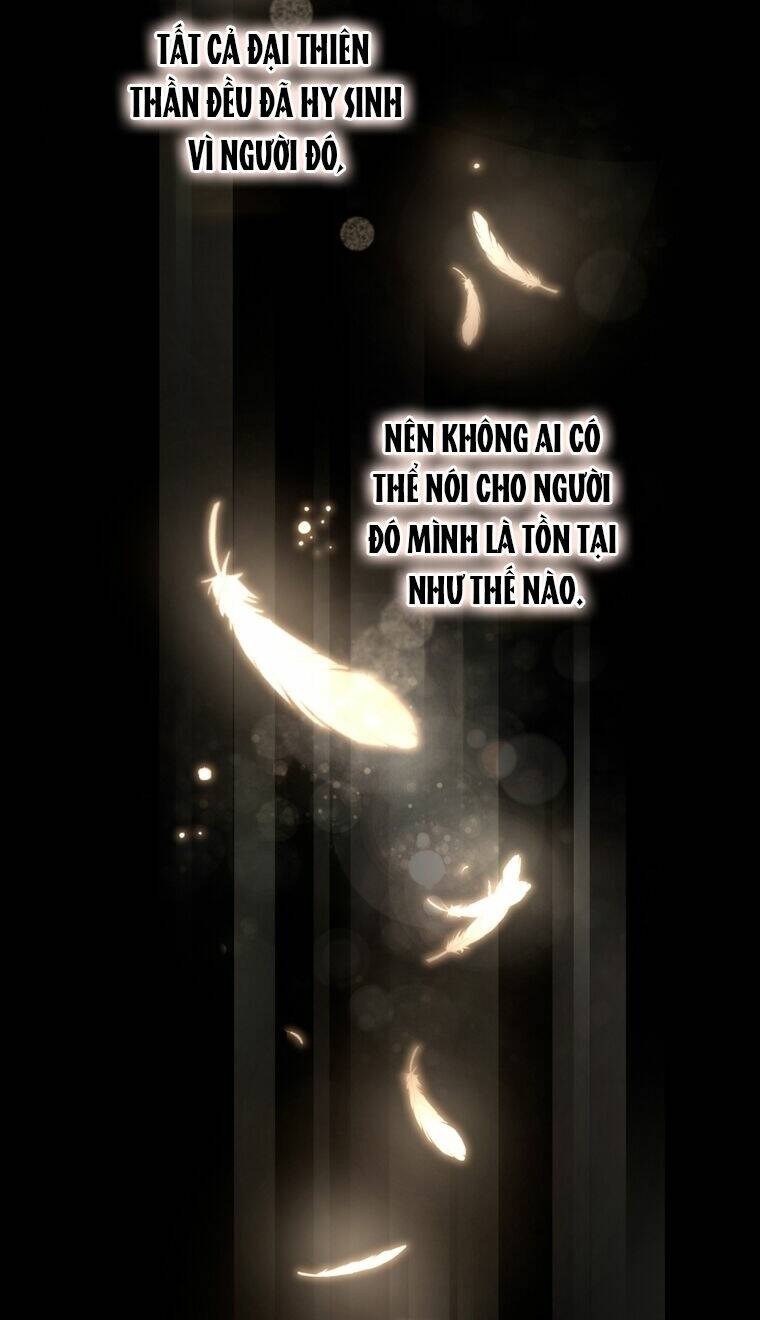 TẤT CẢ ĐẠI THIÊN
THẦN ĐỀU ĐÃ HY SINH
VÌ NGƯỜI ĐÓ,
NÊN KHÔNG AI CÓ
THỂ NÓI CHO NGƯỜI
ĐÓ MÌNH LÀ TỒN TẠI
NHƯ THẾ NÀO.